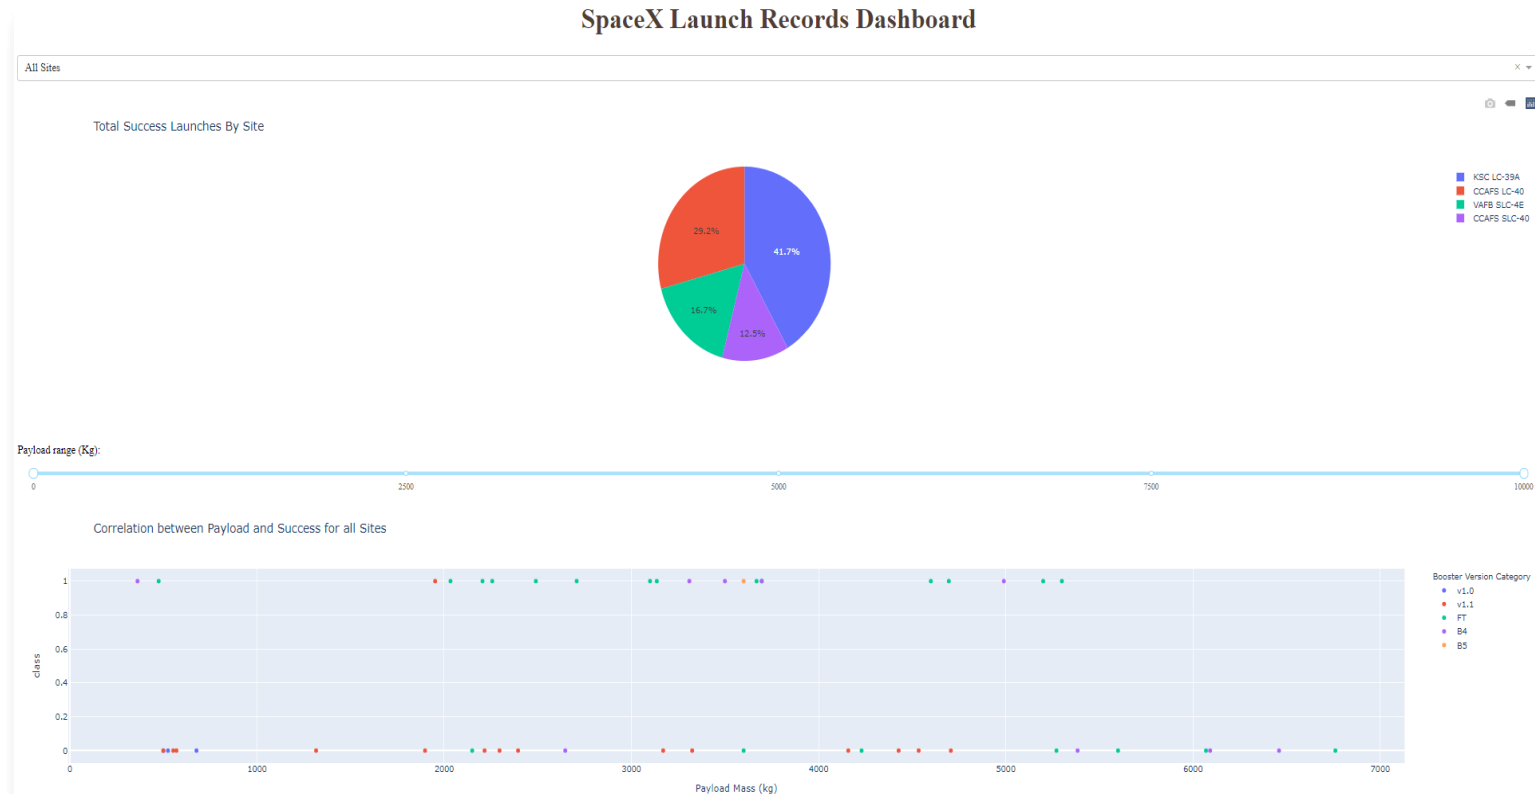 SpaceX Launch Records Dashboard
All Sites
×
Total Success Launches By Site
KSC LC-39A
CCAFS LC-40
VAFB SLC-4E
CCAFS SLC-40
29.2%
41.7%
16.7%
12.5%
Payload range (Kg):
0 2500 5000 7500 10000
Correlation between Payload and Success for all Sites
Booster Version Category
v1.0
v1.1
FT
B4
B5
1
0.8
0.6
0.4
0.2
0
class
0 1000 2000 3000 4000 5000 6000 7000
Payload Mass (kg)